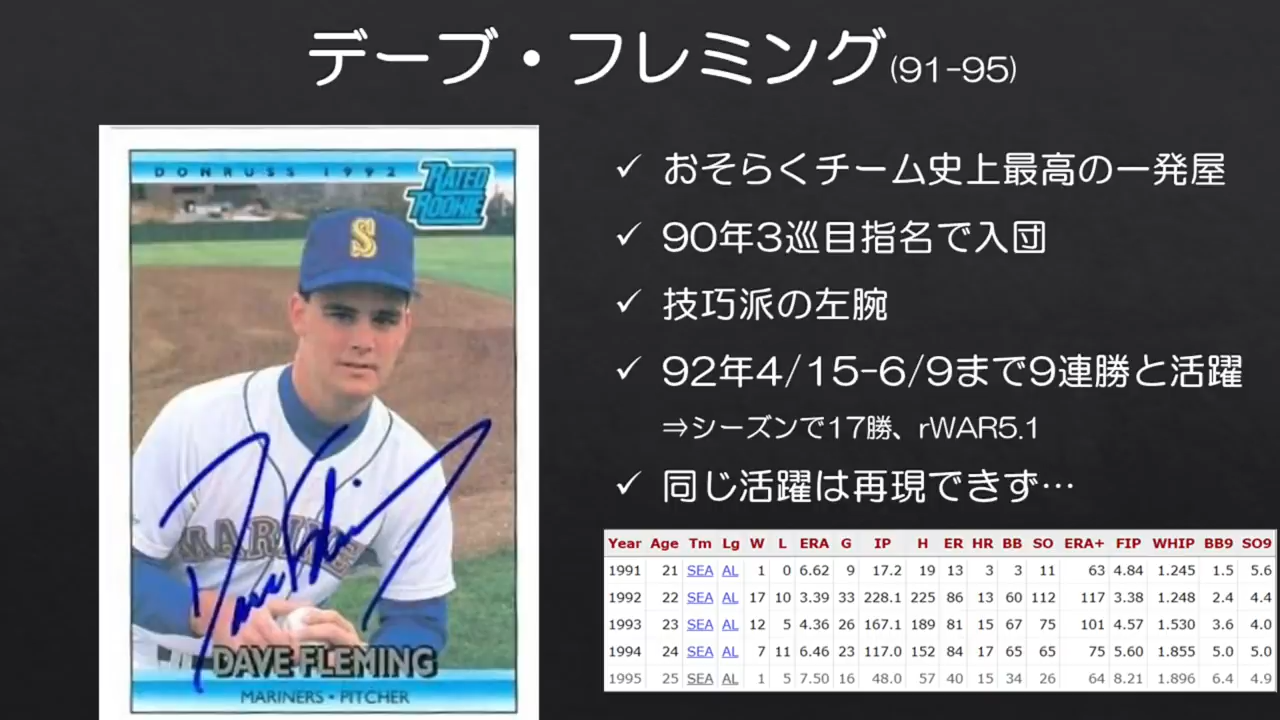 デーブ・フレミング(91-95)
DONRUSS 1992
RATED
ROOKIE
S
MARIN
DAVE FLEMING
MARINERS • PITCHER
✓ おそらくチーム史上最高の一発屋
✓ 90年3巡目指名で入団
✓ 技巧派の左腕
✓ 92年4/15-6/9まで9連勝と活躍
⇒シーズンで17勝、rWAR5.1
✓ 同じ活躍は再現できず…
Year Age Tm Lg W L ERA G IP H ER HR BB SO ERA+ FIP WHIP BB9 SO9
1991 21 SEA AL 1 0 6.62 9 17.2 19 13 3 3 11 63 4.84 1.245 1.5 5.6
1992 22 SEA AL 17 10 3.39 33 228.1 225 86 13 60 112 117 3.38 1.248 2.4 4.4
1993 23 SEA AL 12 5 4.36 26 167.1 189 81 15 67 75 101 4.57 1.530 3.6 4.0
1994 24 SEA AL 7 11 6.46 23 117.0 152 84 17 65 65 75 5.60 1.855 5.0 5.0
1995 25 SEA AL 1 5 7.50 16 48.0 57 40 15 34 26 64 8.21 1.896 6.4 4.9